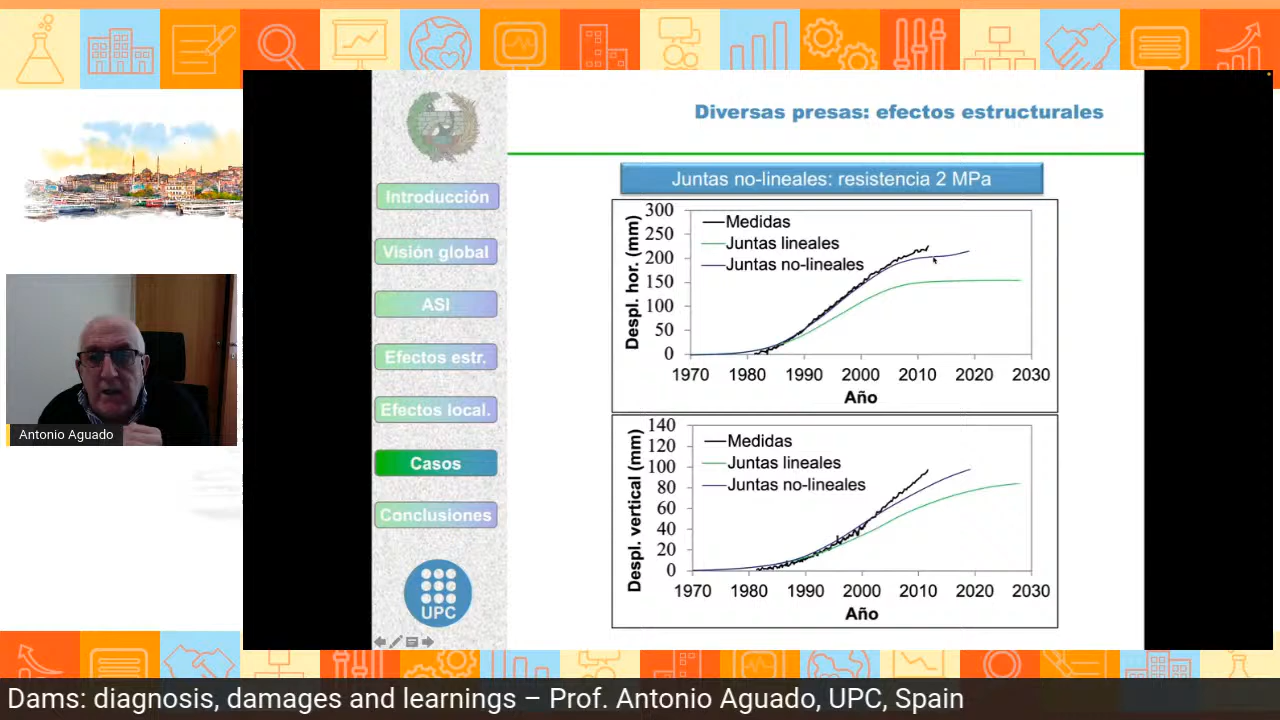 Diversas presas: efectos estructurales
Introducción
Visión global
ASI
Efectos estr.
Efectos local.
Casos
Conclusiones
UPC
Juntas no-lineales: resistencia 2 MPa
Despl. hor. (mm)
300
250
200
150
100
50
0
Medidas
Juntas lineales
Juntas no-lineales
1970 1980 1990 2000 2010 2020 2030
Año
Despl. vertical (mm)
140
120
100
80
60
40
20
0
Medidas
Juntas lineales
Juntas no-lineales
1970 1980 1990 2000 2010 2020 2030
Año
Antonio Aguado
Dams: diagnosis, damages and learnings – Prof. Antonio Aguado, UPC, Spain